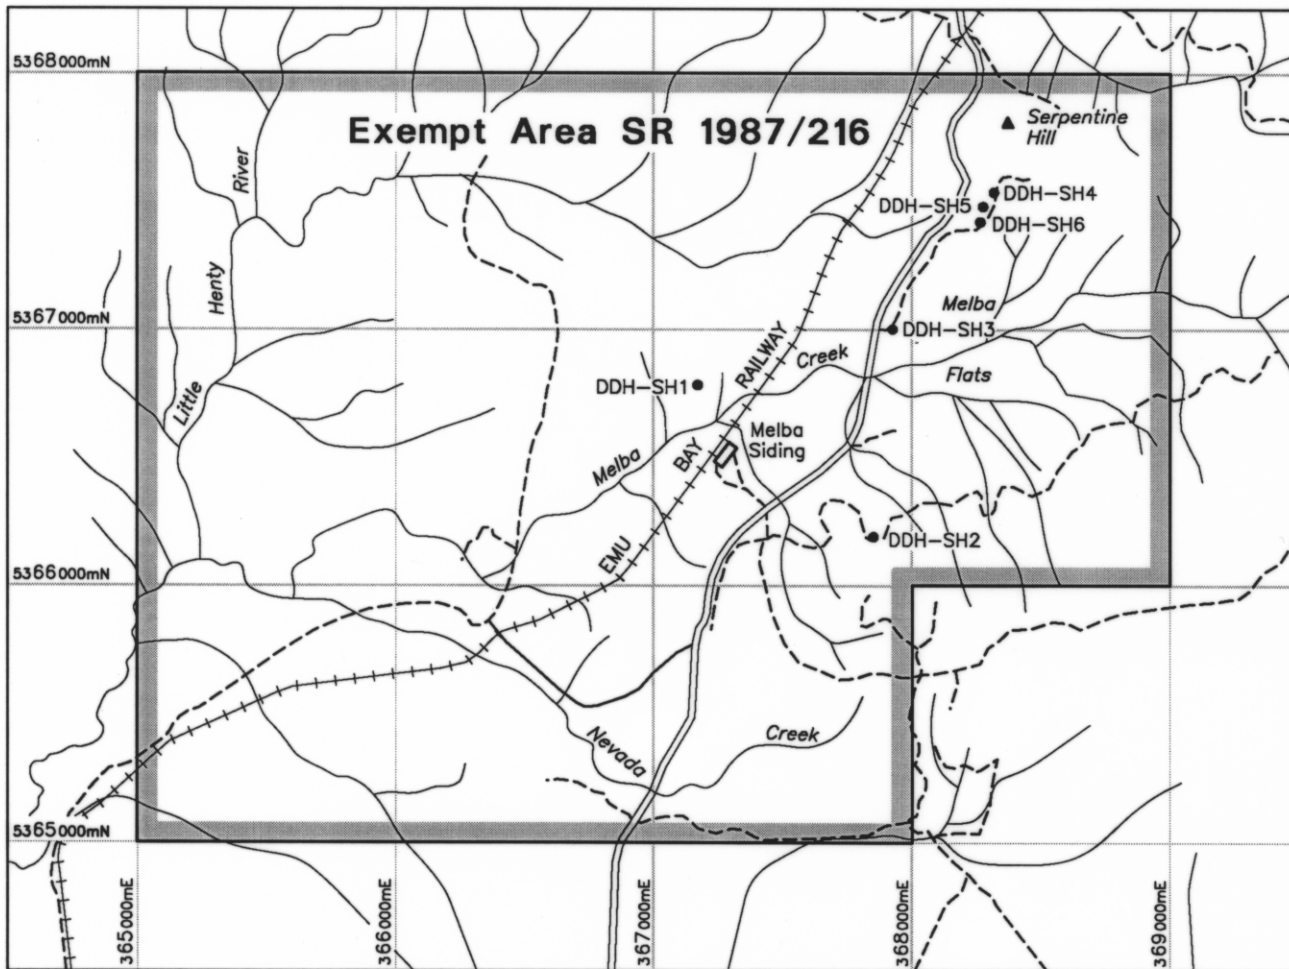 5368000mN
Exempt Area SR 1987/216
Serpentine
Hill
River
DDH-SH4
DDH-SH5
DDH-SH6
Henty
Melba
5367000mN
DDH-SH3
RAILWAY
Creek
Flats
DDH-SH1
Little
Melba
Siding
BAY
Melba
DDH-SH2
EMU
5366000mN
Nevada
Creek
5365000mN
365000mE
366000mE
367000mE
368000mE
369000mE